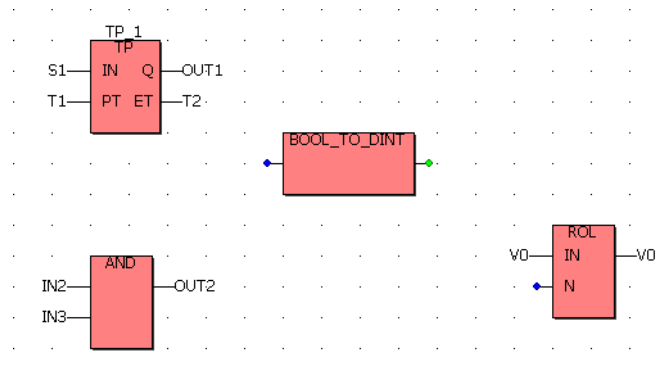 TP_1
TP
S1 IN Q OUT1
T1 PT ET T2
BOOL_TO_DINT
ROL
V0 IN V0
N
AND
IN2 OUT2
IN3